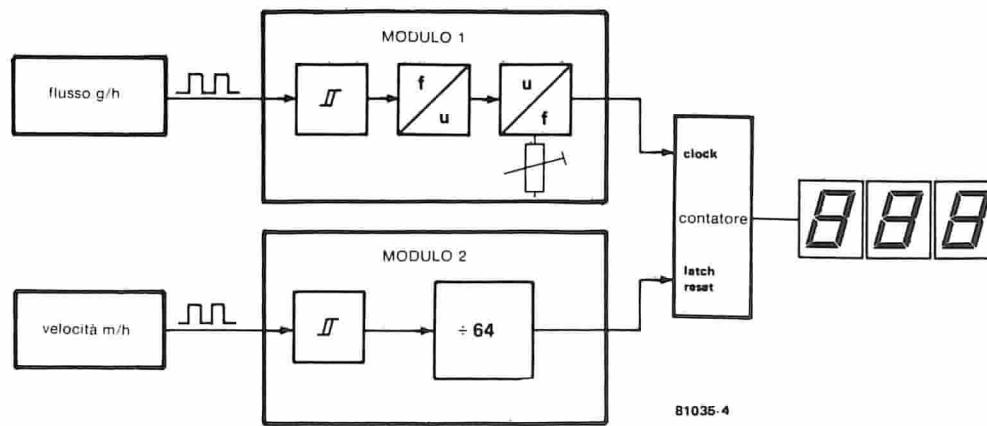 MODULO 1
flusso g/h
f
u
u
f
clock
contatore
latch
reset
MODULO 2
velocità m/h
÷ 64
81035-4